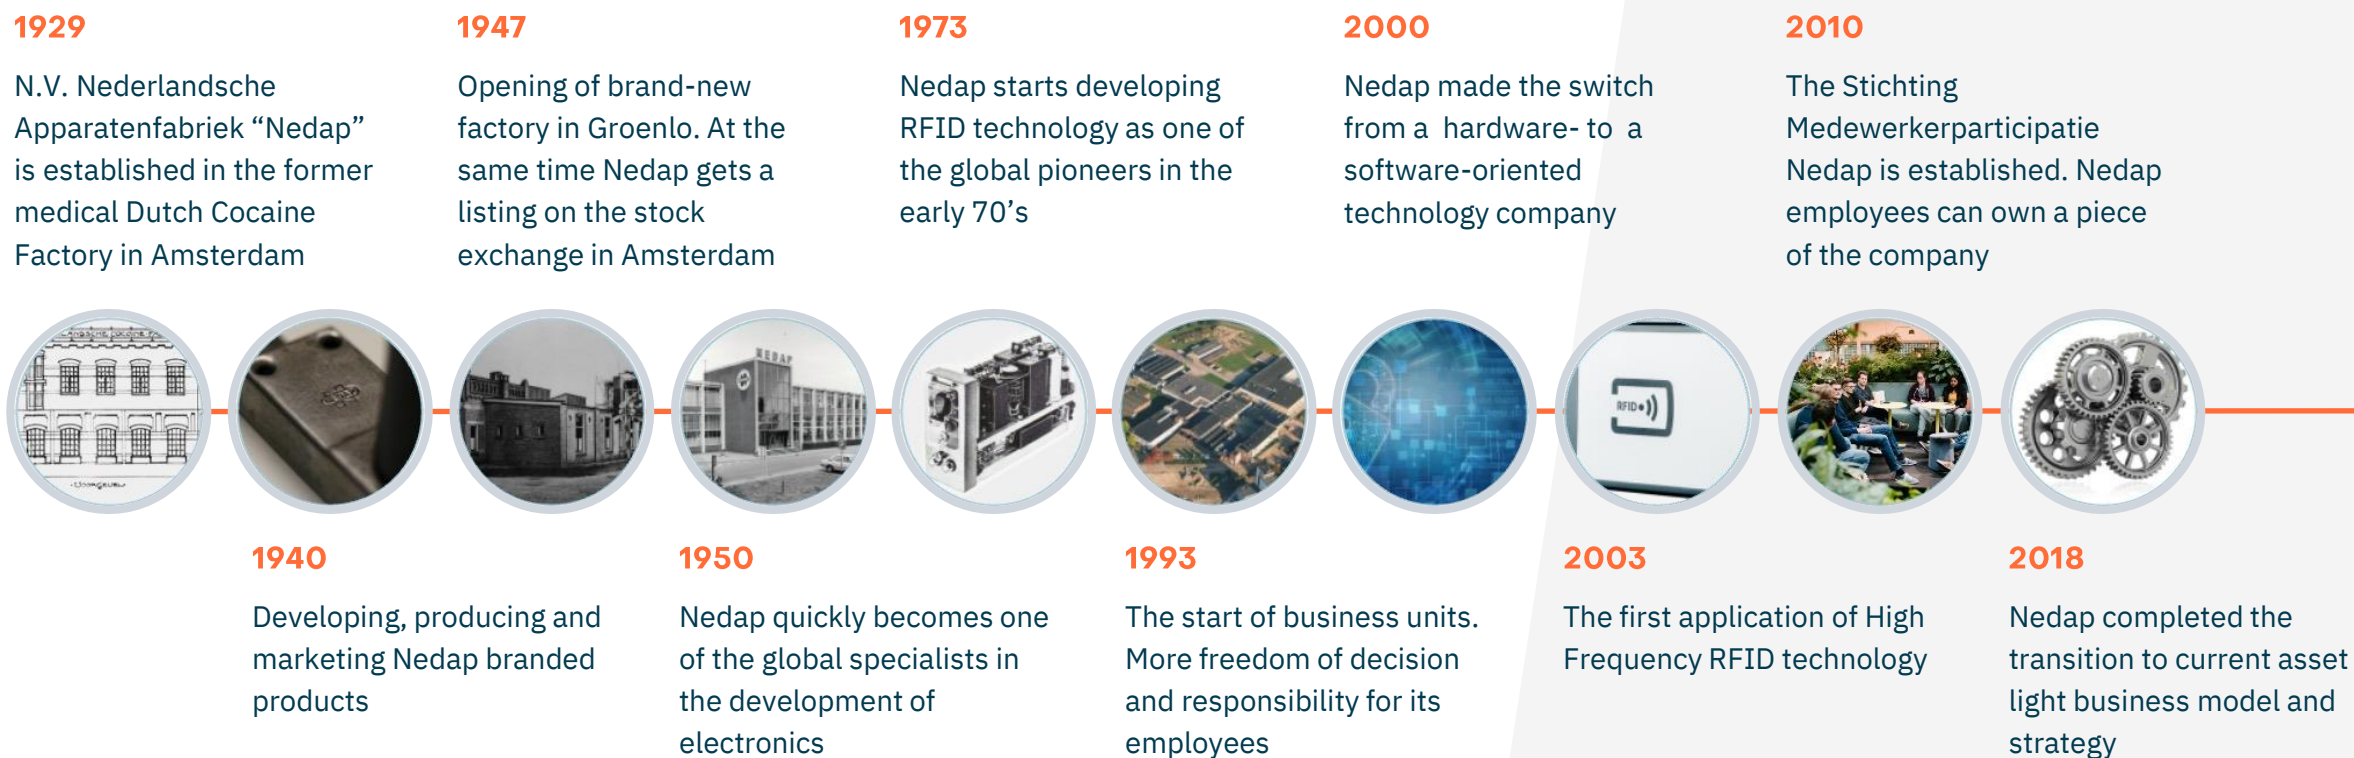 1929
N.V. Nederlandsche
Apparatenfabriek “Nedap”
is established in the former
medical Dutch Cocaine
Factory in Amsterdam
1947
Opening of brand-new
factory in Groenlo. At the
same time Nedap gets a
listing on the stock
exchange in Amsterdam
1973
Nedap starts developing
RFID technology as one of
the global pioneers in the
early 70’s
2000
Nedap made the switch
from a hardware- to a
software-oriented
technology company
2010
The Stichting
Medewerkerparticipatie
Nedap is established. Nedap
employees can own a piece
of the company
NEDAP
RFID
1940
Developing, producing and
marketing Nedap branded
products
1950
Nedap quickly becomes one
of the global specialists in
the development of
electronics
1993
The start of business units.
More freedom of decision
and responsibility for its
employees
2003
The first application of High
Frequency RFID technology
2018
Nedap completed the
transition to current asset
light business model and
strategy